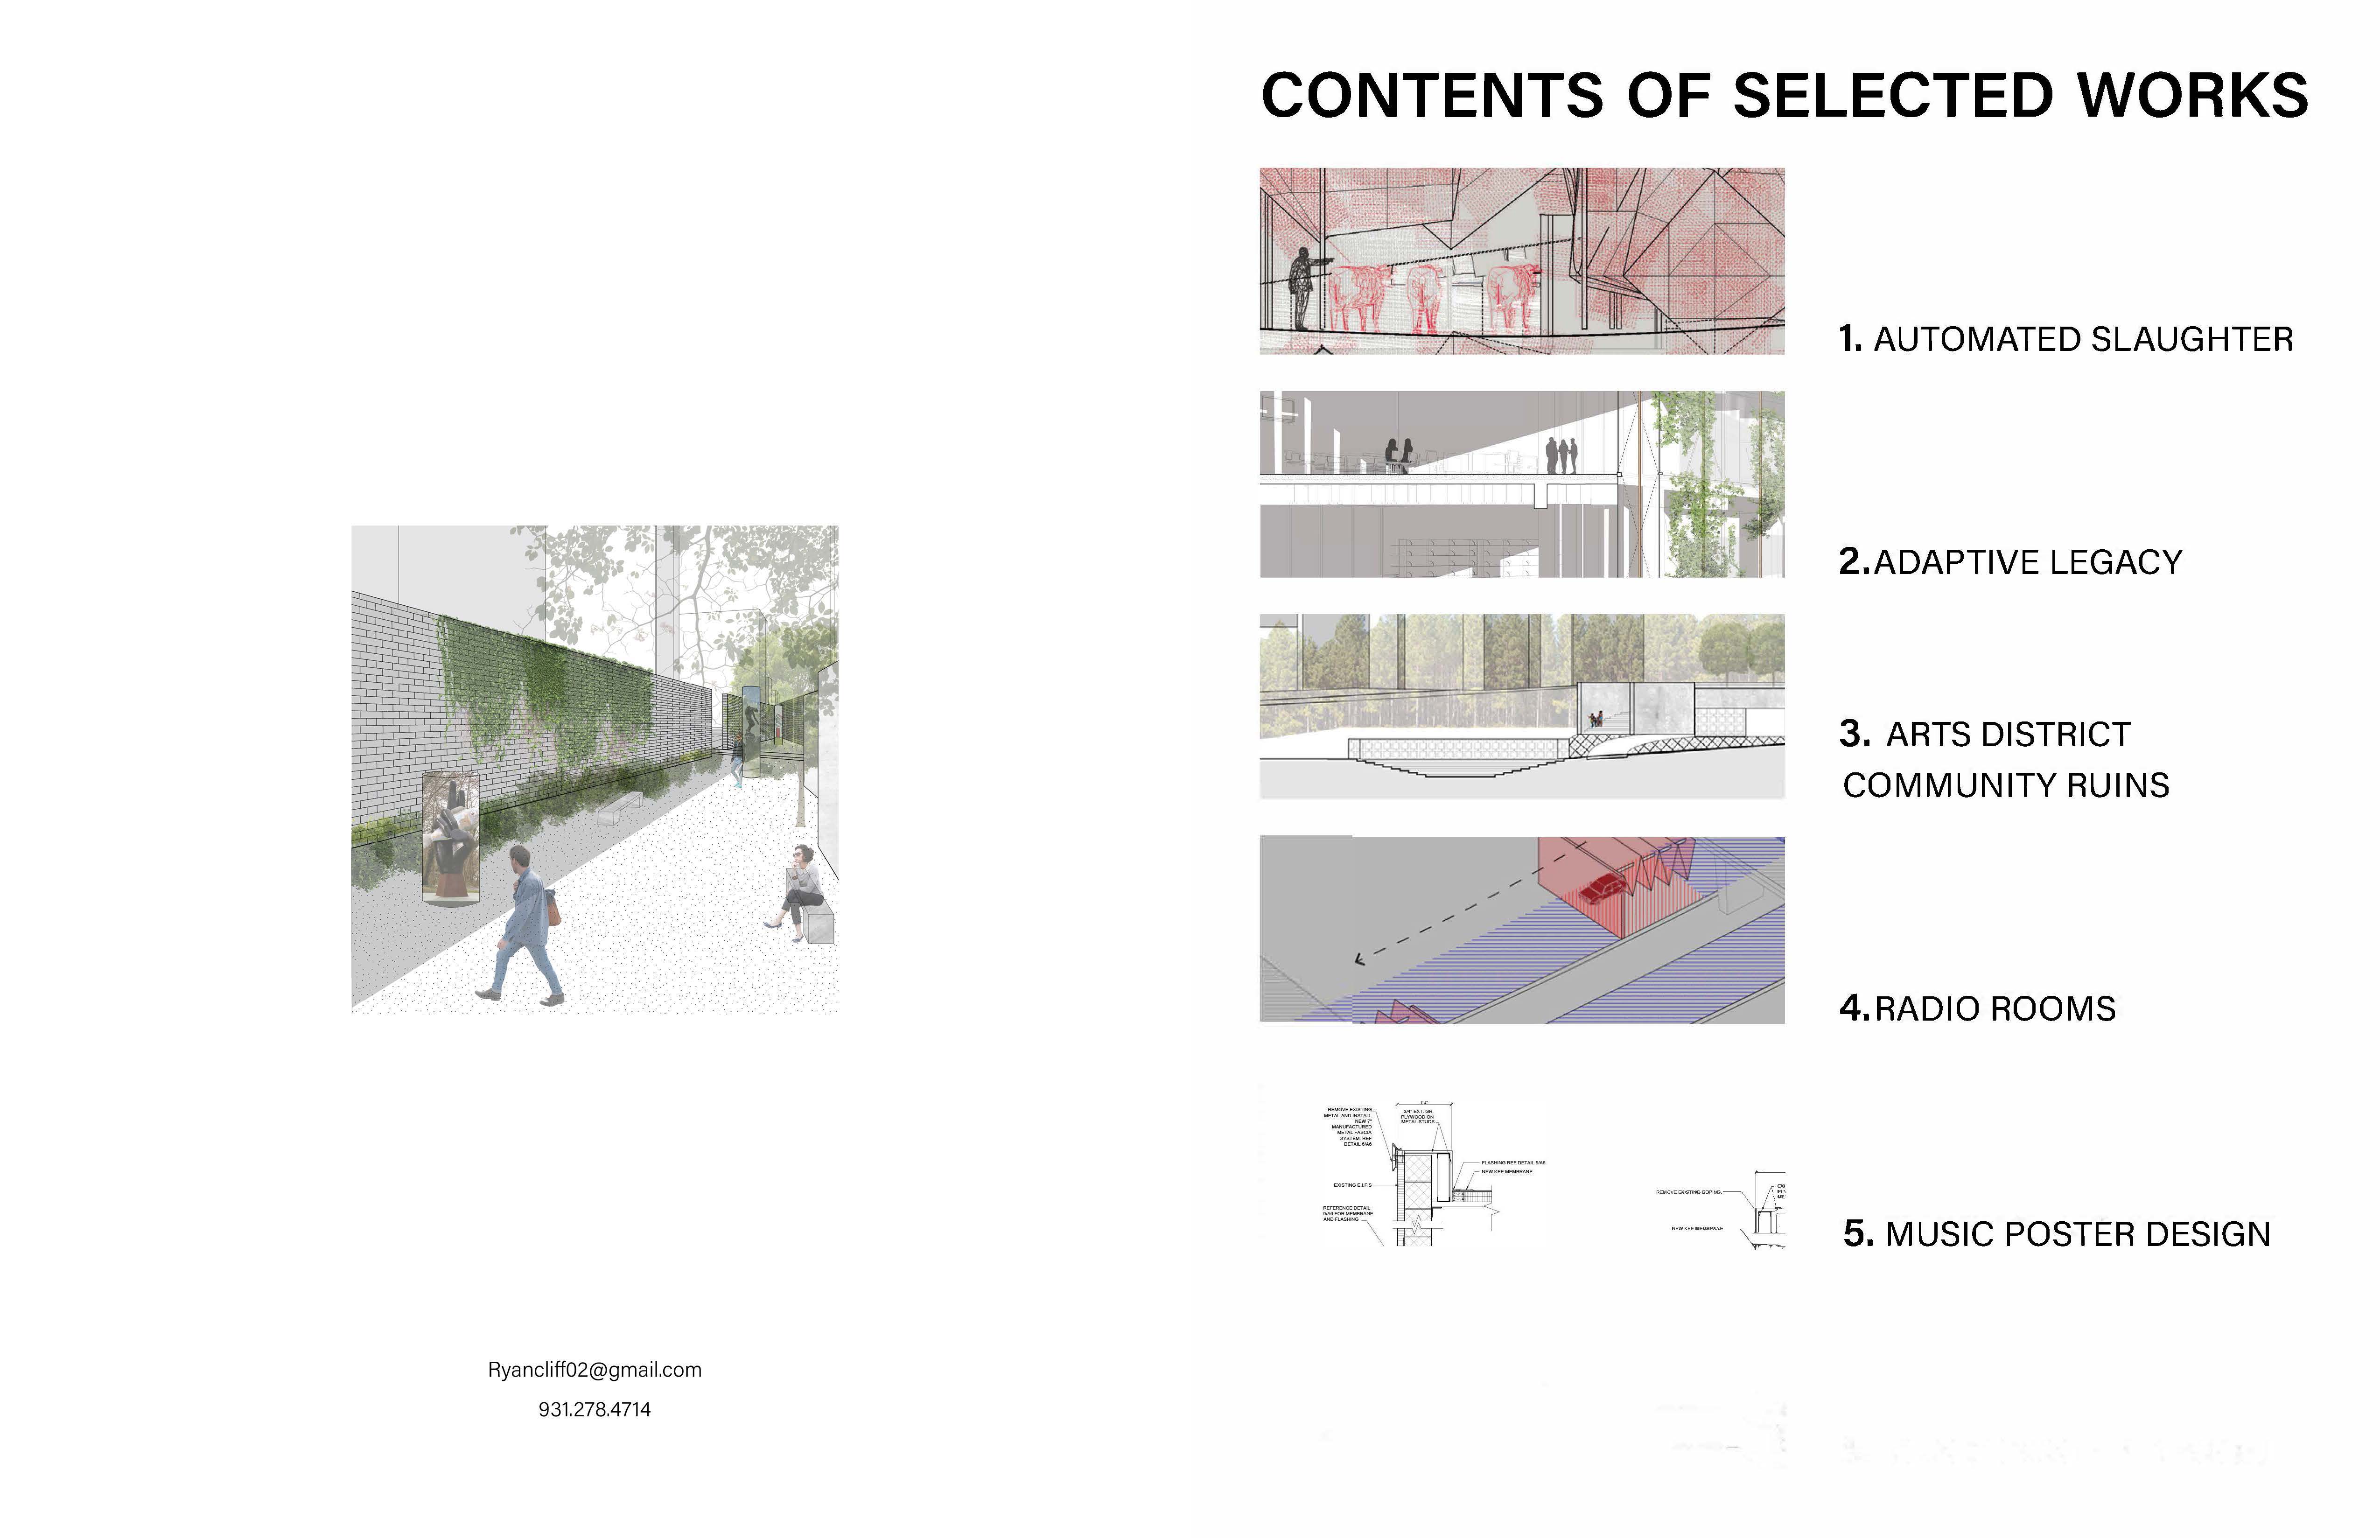 Ryancliff02@gmail.com
931.278.4714
CONTENTS OF SELECTED WORKS
1. AUTOMATED SLAUGHTER
2.ADAPTIVE LEGACY
3. ARTS DISTRICT
COMMUNITY RUINS
4.RADIO ROOMS
REMOVE EXISTING
METAL AND INSTALL
NEW 7"
MANUFACTURED
METAL FASCIA
SYSTEM. REF
DETAIL 6/A6
3/4" EXT. GR.
PLYWOOD ON
METAL STUDS
FLASHING REF DETAIL 5/A6
NEW KEE MEMBRANE
EXISTING E.I.F.S
REFERENCE DETAIL
9/A6 FOR MEMBRANE
AND FLASHING
REMOVE EXISTING COPING.
NEW KEE MEMBRANE
5. MUSIC POSTER DESIGN